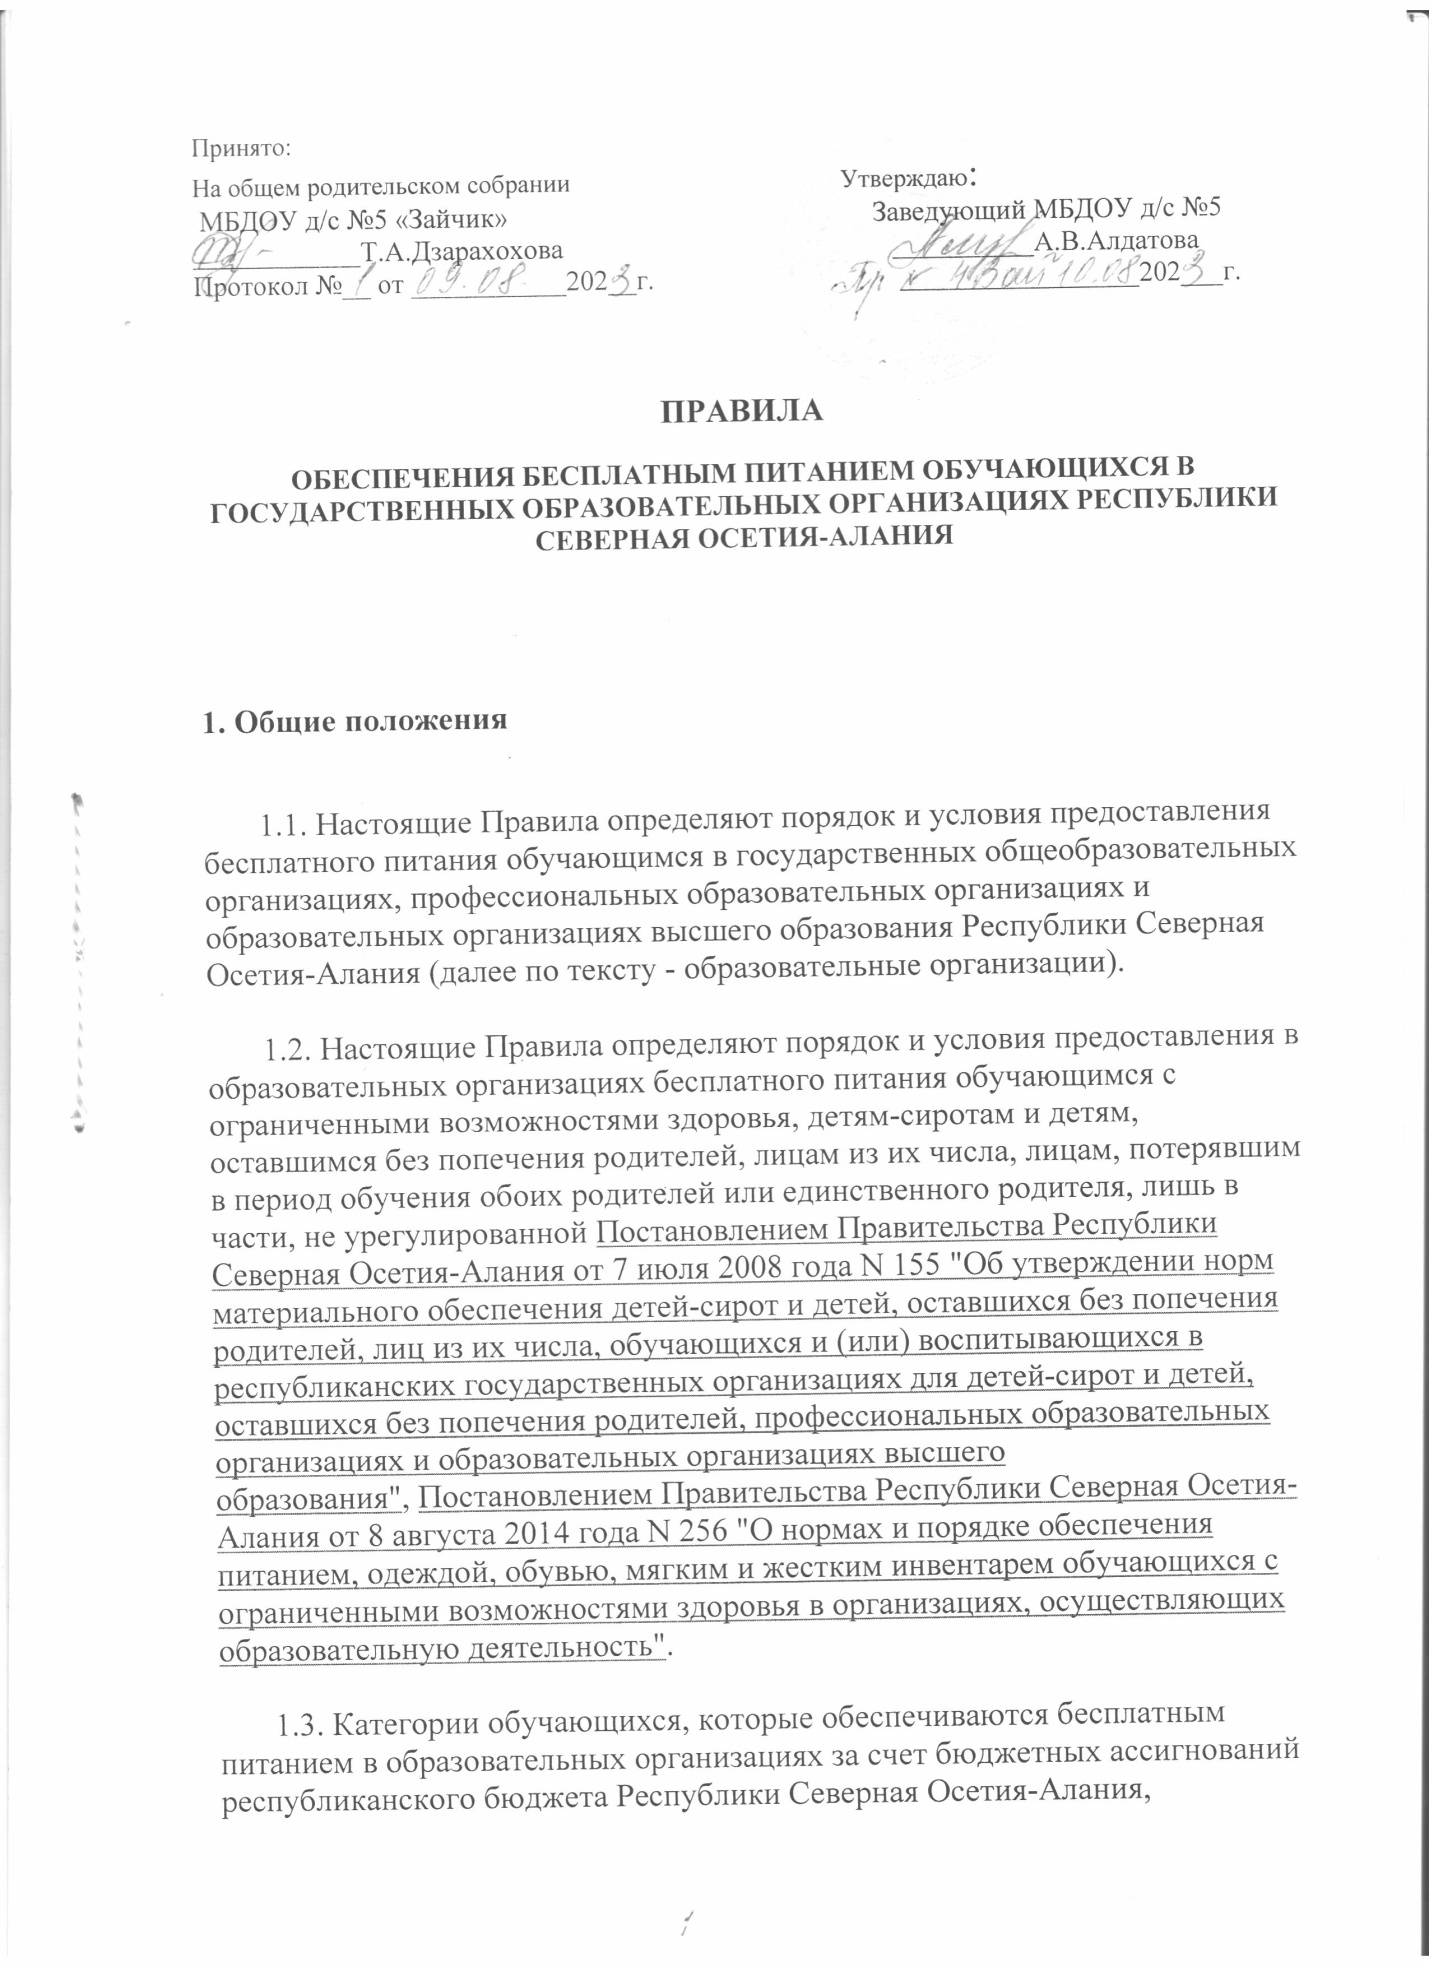 Принято:
На общем родительском собрании
МБДОУ д/с №5 «Зайчик»
____________Т.А.Дзарахохова
Протокол № 1 от 09.08. 2023 г.
Утверждаю:
Заведующий МБДОУ д/с №5
__________А.В.Алдатова
Пр 10.08 2023 г.
ПРАВИЛА
ОБЕСПЕЧЕНИЯ БЕСПЛАТНЫМ ПИТАНИЕМ ОБУЧАЮЩИХСЯ В
ГОСУДАРСТВЕННЫХ ОБРАЗОВАТЕЛЬНЫХ ОРГАНИЗАЦИЯХ РЕСПУБЛИКИ
СЕВЕРНАЯ ОСЕТИЯ-АЛАНИЯ
1. Общие положения
1.1. Настоящие Правила определяют порядок и условия предоставления
бесплатного питания обучающимся в государственных общеобразовательных
организациях, профессиональных образовательных организациях и
образовательных организациях высшего образования Республики Северная
Осетия-Алания (далее по тексту - образовательные организации).
1.2. Настоящие Правила определяют порядок и условия предоставления в
образовательных организациях бесплатного питания обучающимся с
ограниченными возможностями здоровья, детям-сиротам и детям,
оставшимся без попечения родителей, лицам из их числа, лицам, потерявшим
в период обучения обоих родителей или единственного родителя, лишь в
части, не урегулированной Постановлением Правительства Республики
Северная Осетия-Алания от 7 июля 2008 года N 155 "Об утверждении норм
материального обеспечения детей-сирот и детей, оставшихся без попечения
родителей, лиц из их числа, обучающихся и (или) воспитывающихся в
республиканских государственных организациях для детей-сирот и детей,
оставшихся без попечения родителей, профессиональных образовательных
организациях и образовательных организациях высшего
образования", Постановлением Правительства Республики Северная Осетия-
Алания от 8 августа 2014 года N 256 "О нормах и порядке обеспечения
питанием, одеждой, обувью, мягким и жестким инвентарем обучающихся с
ограниченными возможностями здоровья в организациях, осуществляющих
образовательную деятельность".
1.3. Категории обучающихся, которые обеспечиваются бесплатным
питанием в образовательных организациях за счет бюджетных ассигнований
республиканского бюджета Республики Северная Осетия-Алания,
1